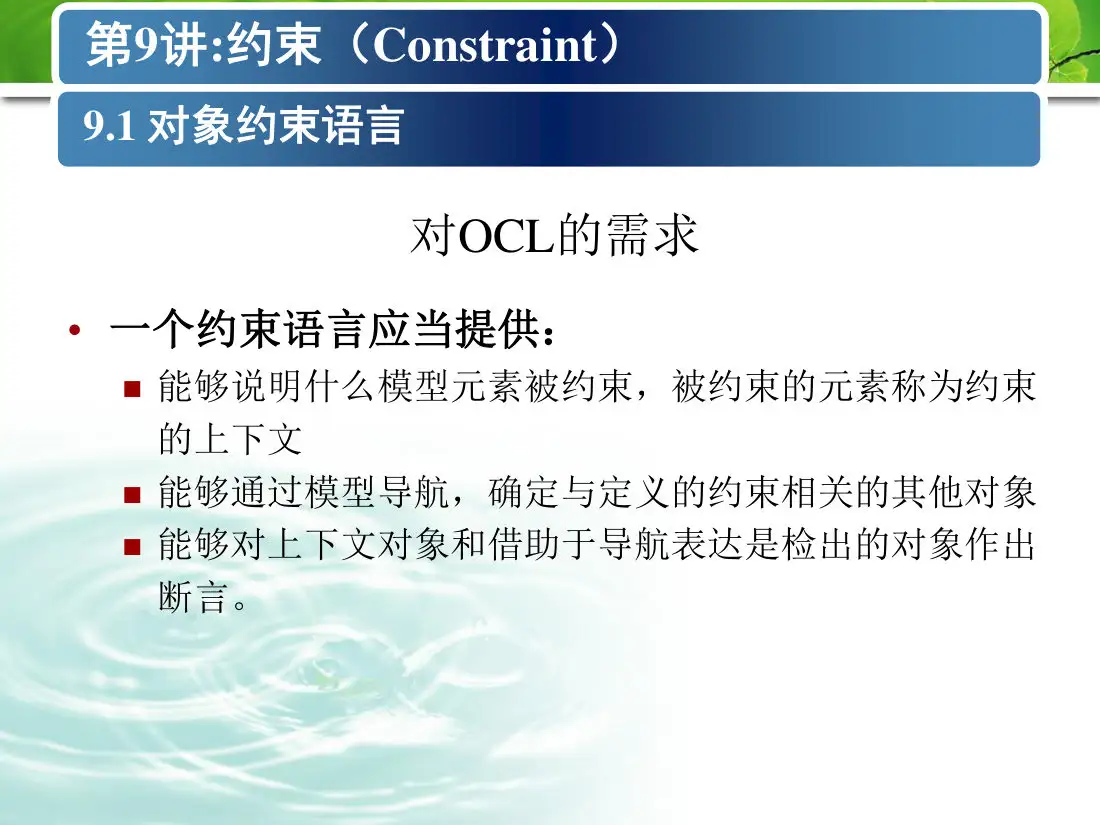 第9讲:约束（Constraint）
9.1 对象约束语言
对OCL的需求
• 一个约束语言应当提供：
■ 能够说明什么模型元素被约束，被约束的元素称为约束
的上下文
■ 能够通过模型导航，确定与定义的约束相关的其他对象
■ 能够对上下文对象和借助于导航表达是检出的对象作出
断言。